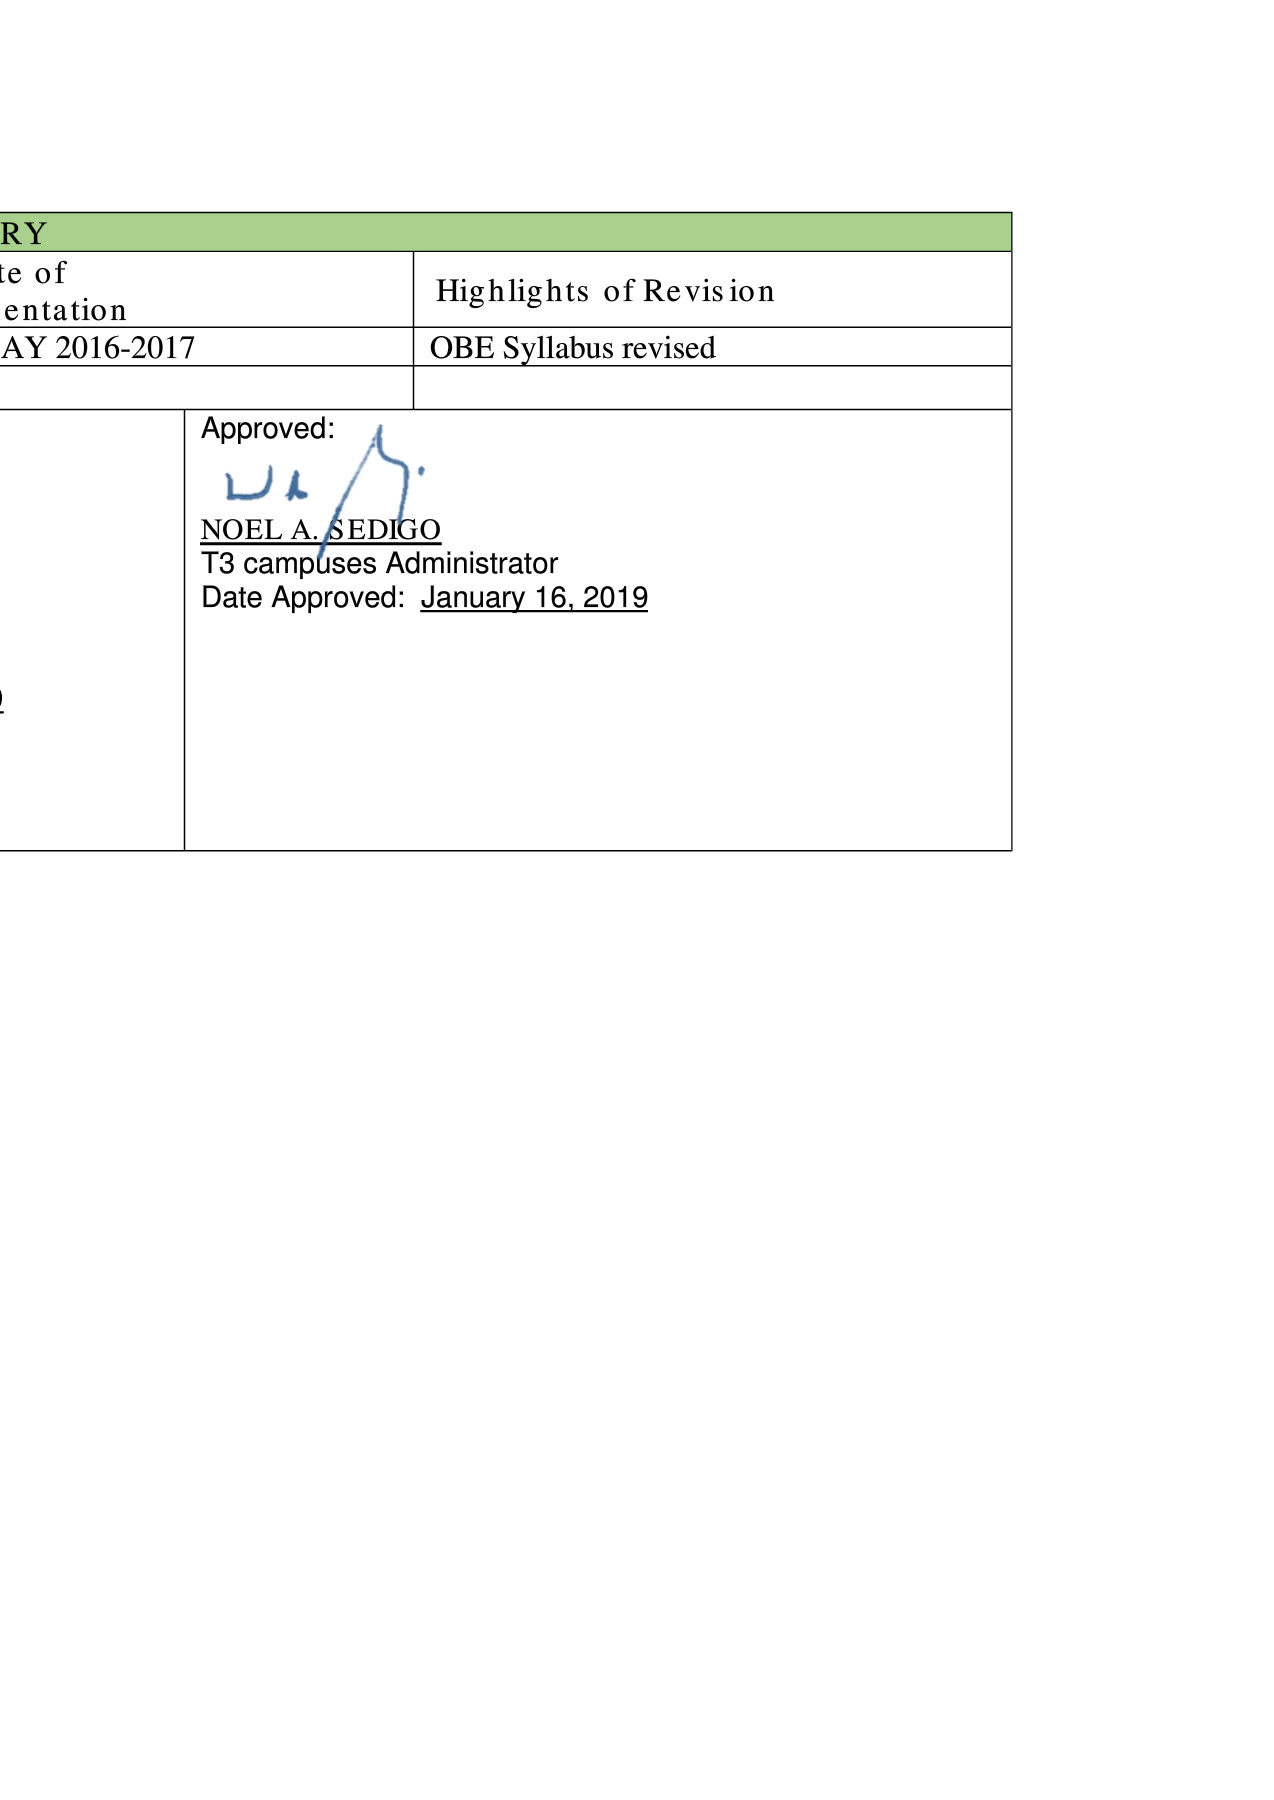 RY
te of
entation
Highlights of Revision
AY 2016-2017
OBE Syllabus revised
Approved:
NOEL A. SEDIGO
T3 campuses Administrator
Date Approved: January 16, 2019